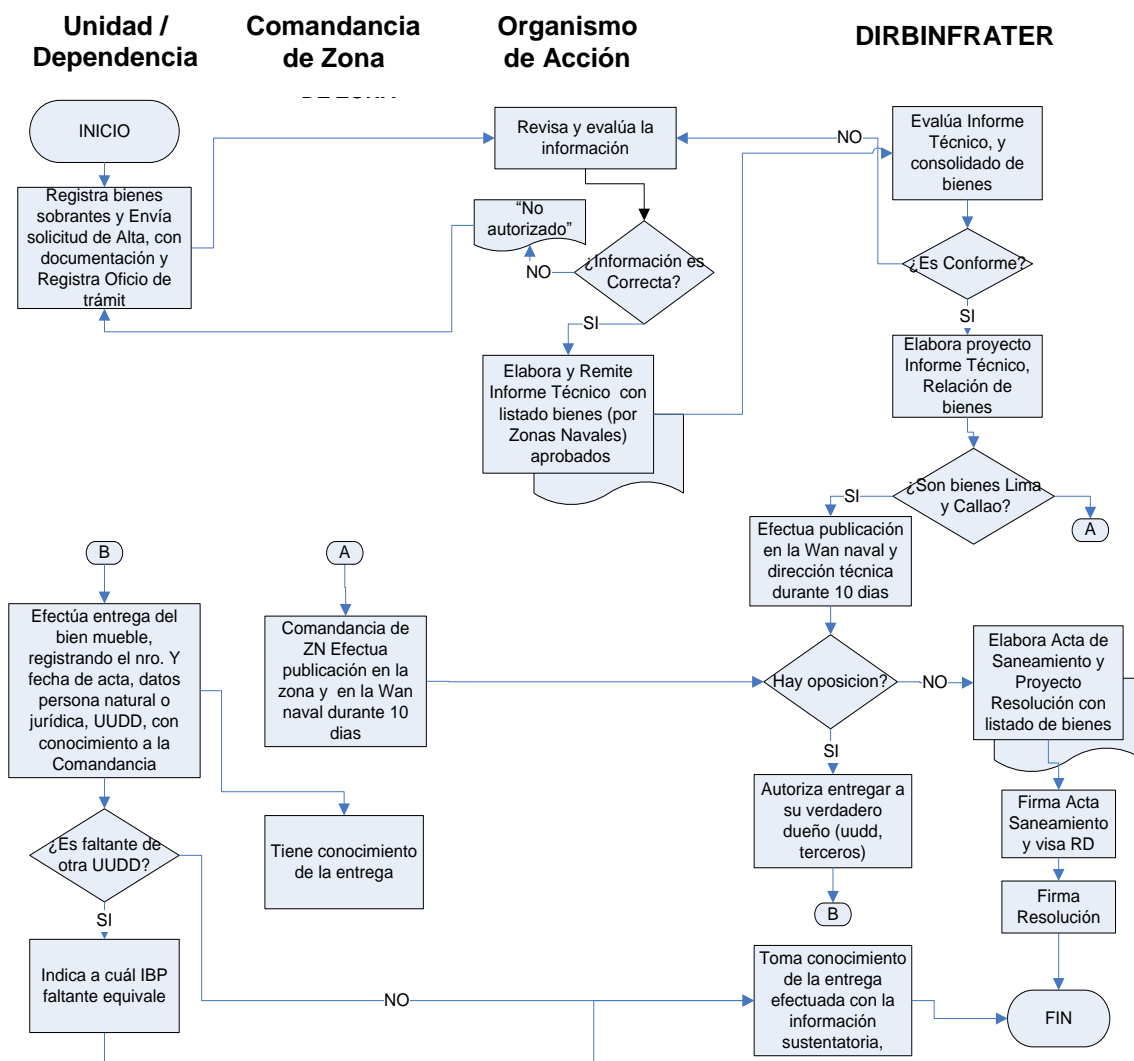 Unidad /
Dependencia
Comandancia
de Zona
Organismo
de Acción
DIRBINFRATER
INICIO
Registra bienes
sobrantes y Envía
solicitud de Alta, con
documentación y
Registra Oficio de
trámit
Revisa y evalúa la
información
“No
autorizado”
NO
¿Información es
Correcta?
SI
Elabora y Remite
Informe Técnico con
listado bienes (por
Zonas Navales)
aprobados
NO
Evalúa Informe
Técnico, y
consolidado de
bienes
¿Es Conforme?
SI
Elabora proyecto
Informe Técnico,
Relación de
bienes
¿Son bienes Lima
y Callao?
SI
A
Efectua publicación
en la Wan naval y
dirección técnica
durante 10 dias
B
Efectúa entrega del
bien mueble,
registrando el nro. Y
fecha de acta, datos
persona natural o
jurídica, UUDD, con
conocimiento a la
Comandancia
A
Comandancia de
ZN Efectua
publicación en la
zona y en la Wan
naval durante 10
dias
Hay oposicion?
NO
Elabora Acta de
Saneamiento y
Proyecto
Resolución con
listado de bienes
SI
Autoriza entregar a
su verdadero
dueño (uudd,
terceros)
B
Firma Acta
Saneamiento
y visa RD
Firma
Resolución
¿Es faltante de
otra UUDD?
Tiene conocimiento
de la entrega
SI
Indica a cuál IBP
faltante equivale
NO
Toma conocimiento
de la entrega
efectuada con la
información
sustentatoria,
FIN